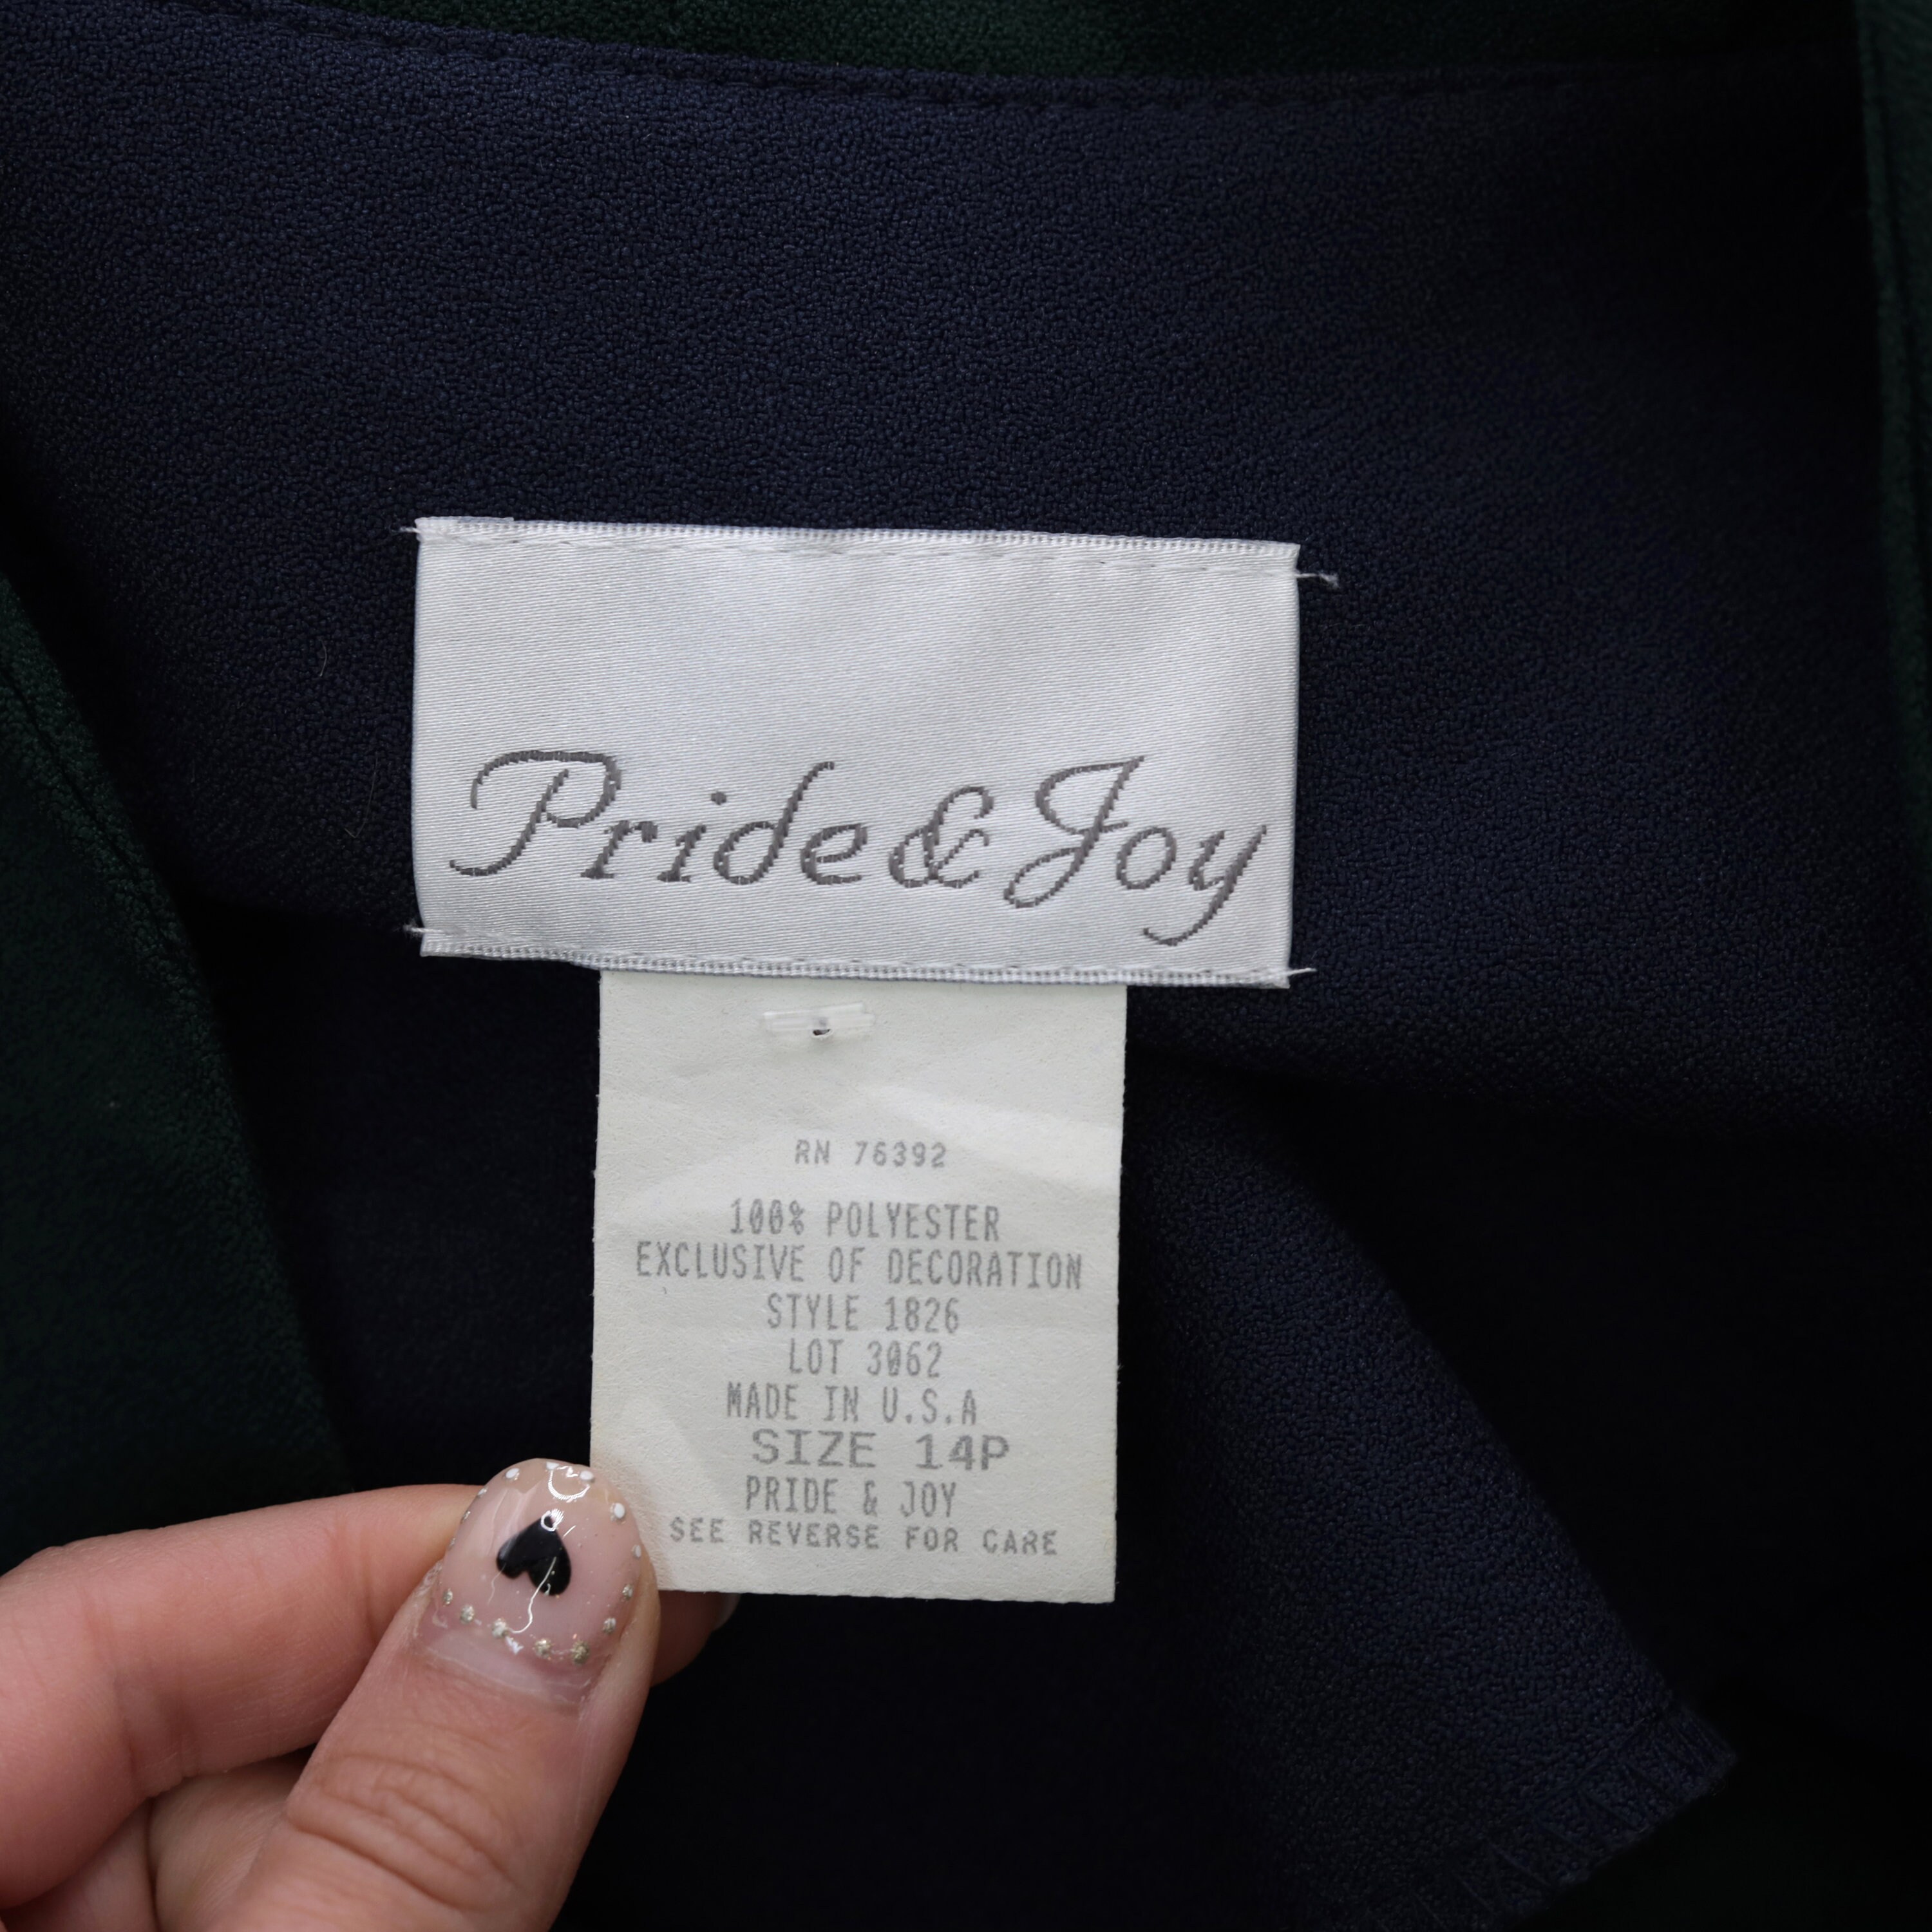 Pride & Joy
RN 76392
100% POLYESTER
EXCLUSIVE OF DECORATION
STYLE 1826
LOT 3062
MADE IN U.S.A
SIZE 14P
PRIDE & JOY
SEE REVERSE FOR CARE